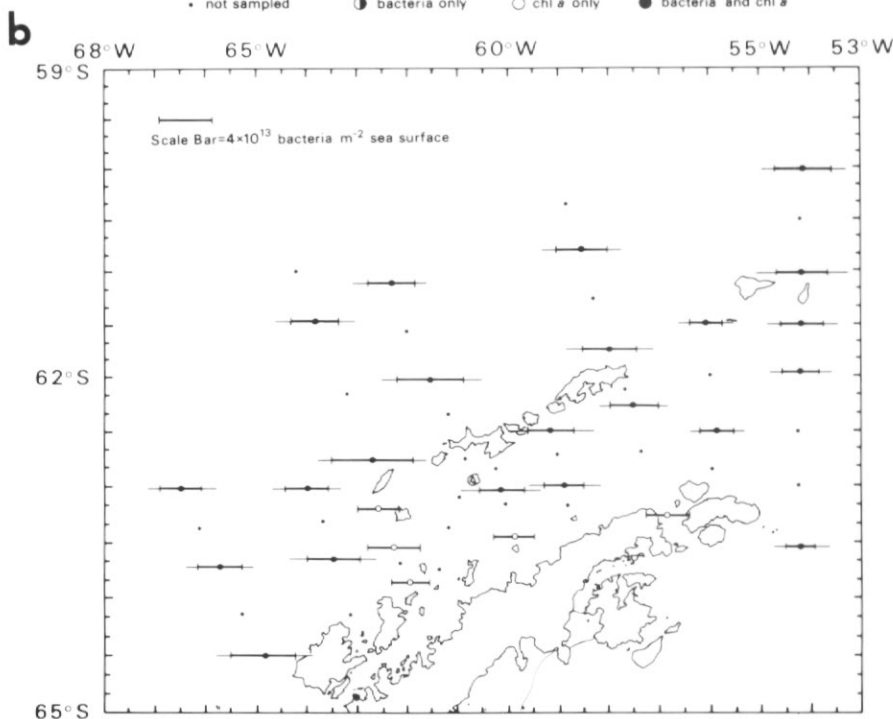 not sampled bacteria only chl a only bacteria and chl a
b
68°W 65°W 60°W 55°W 53°W
59°S
Scale Bar=4×10¹³ bacteria m⁻² sea surface
62°S
65°S